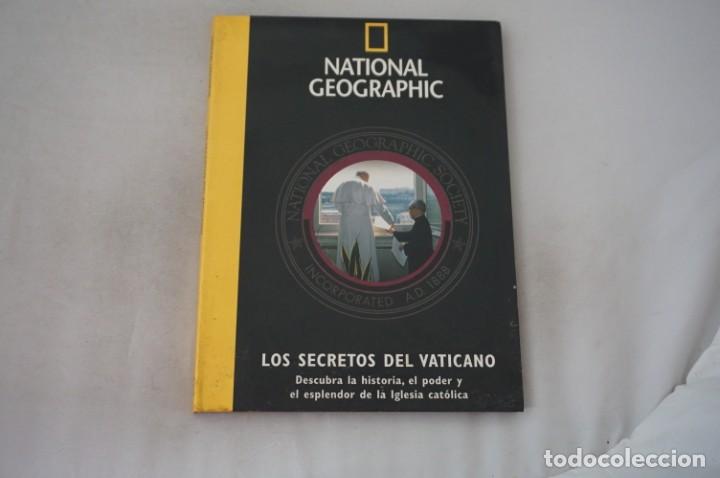 NATIONAL
GEOGRAPHIC
NATIONAL GEOGRAPHIC SOCIETY
INCORPORATED A.D. 1888
LOS SECRETOS DEL VATICANO
Descubra la historia, el poder y
el esplendor de la Iglesia católica
todocoleccion